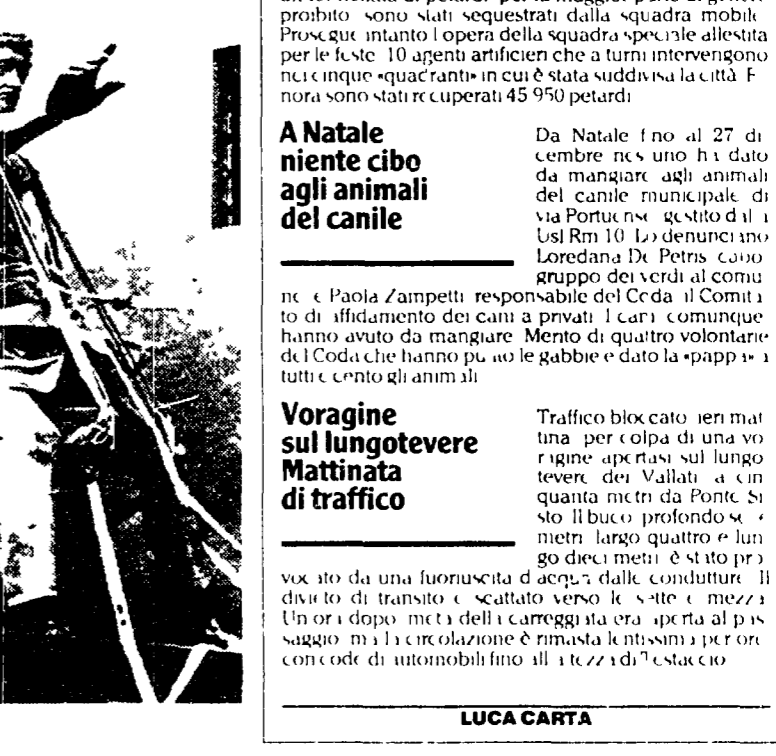 proibito sono stati sequestrati dalla squadra mobile
Prosegue intanto l opera della squadra speciale allestita
per le feste 10 agenti artificieri che a turni intervengono
nei cinque «quadranti» in cui è stata suddivisa la città F
nora sono stati recuperati 45 950 petardi
A Natale
niente cibo
agli animali
del canile
Da Natale fino al 27 di
cembre nessuno ha dato
da mangiare agli animali
del canile municipale di
via Portuense gestito dalla
Usl Rm 10 Lo denunciano
Loredana De Petris capo
gruppo dei verdi al comu
ne e Paola Zampetti responsabile del Coda il Comita
to di affidamento dei cani a privati I cani comunque
hanno avuto da mangiare Merito di quattro volontarie
del Coda che hanno pulito le gabbie e dato la «pappa» a
tutti e cento gli animali
Voragine
sul lungotevere
Mattinata
di traffico
Traffico bloccato ieri mat
tina per colpa di una vo
ragine apertasi sul lungo
tevere dei Vallati a cin
quanta metri da Ponte Si
sto Il buco profondo sei
metri largo quattro e lun
go dieci metri è stato pro
vocato da una fuoriuscita d acqua dalle condutture Il
divieto di transito è scattato verso le sette e mezza
Un ora dopo metà della carreggiata era aperta al pas
saggio ma la circolazione è rimasta lentissima per ore
con code di automobili fino all altezza di Testaccio
LUCA CARTA